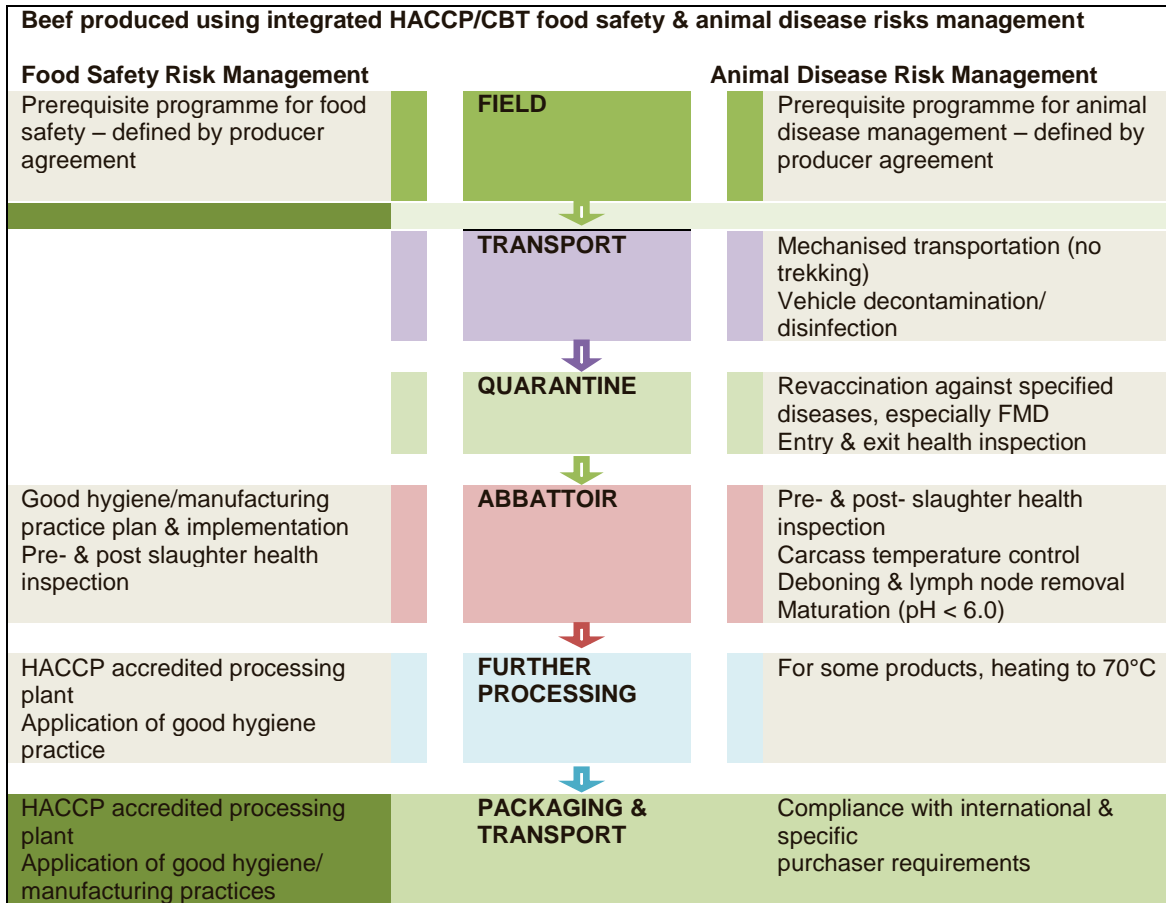 Beef produced using integrated HACCP/CBT food safety & animal disease risks management
Food Safety Risk Management
Animal Disease Risk Management
Prerequisite programme for food
safety – defined by producer
agreement
FIELD
Prerequisite programme for animal
disease management – defined by
producer agreement
TRANSPORT
Mechanised transportation (no
trekking)
Vehicle decontamination/
disinfection
QUARANTINE
Revaccination against specified
diseases, especially FMD
Entry & exit health inspection
Good hygiene/manufacturing
practice plan & implementation
Pre- & post slaughter health
inspection
ABBATTOIR
Pre- & post- slaughter health
inspection
Carcass temperature control
Deboning & lymph node removal
Maturation (pH < 6.0)
HACCP accredited processing
plant
Application of good hygiene
practice
FURTHER
PROCESSING
For some products, heating to 70°C
HACCP accredited processing
plant
Application of good hygiene/
manufacturing practices
PACKAGING &
TRANSPORT
Compliance with international &
specific
purchaser requirements